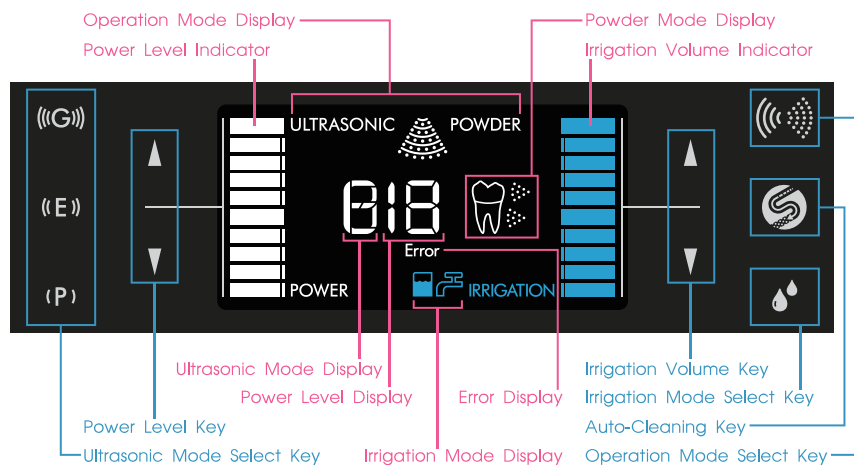 Operation Mode Display
Powder Mode Display
Power Level Indicator
Irrigation Volume Indicator
G
ULTRASONIC
POWDER
E
818
Error
P
POWER
IRRIGATION
Ultrasonic Mode Display
Irrigation Volume Key
Power Level Display
Error Display
Irrigation Mode Select Key
Power Level Key
Auto-Cleaning Key
Ultrasonic Mode Select Key
Irrigation Mode Display
Operation Mode Select Key